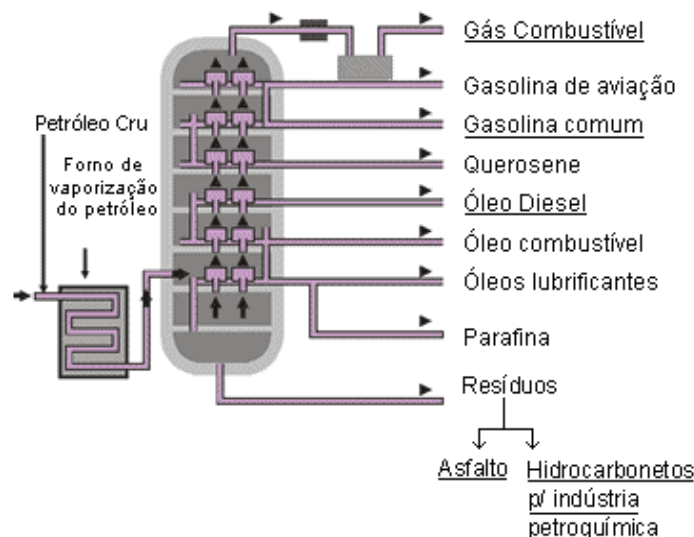 Gás Combustível
Gasolina de aviação
Petróleo Cru
Gasolina comum
Forno de
vaporização
do petróleo
Querosene
Óleo Diesel
Óleo combustível
Óleos lubrificantes
Parafina
Resíduos
Asfalto
Hidrocarbonetos
p/ indústria
petroquímica